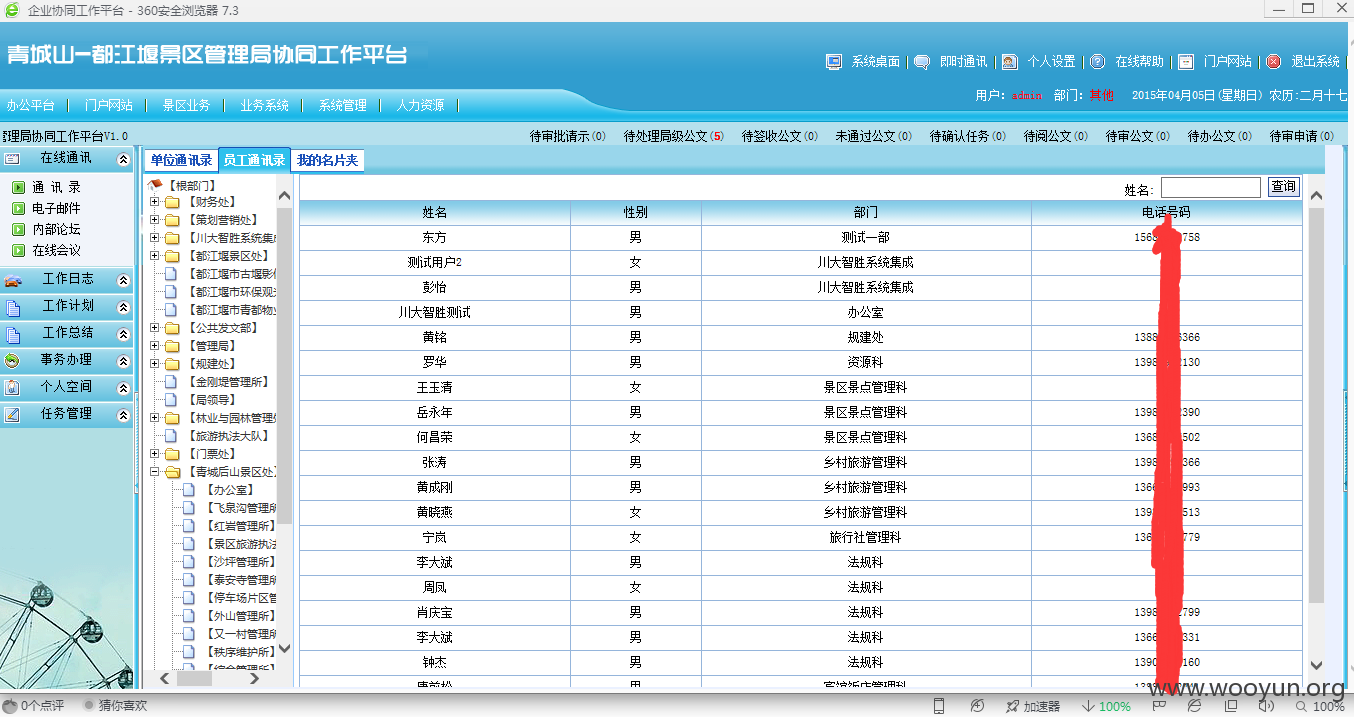 企业协同工作平台 - 360安全浏览器 7.3
青城山-都江堰景区管理局协同工作平台
系统桌面 | 即时通讯 | 个人设置 | 在线帮助 | 门户网站 | 退出系统
办公平台 | 门户网站 | 景区业务 | 业务系统 | 系统管理 | 人力资源 |
用户: admin 部门: 其他 2015年04月05日(星期日) 农历:二月十七
管理局协同工作平台V1.0
待审批请示(0) 待处理局级公文(5) 待签收公文(0) 未通过公文(0) 待确认任务(0) 待阅公文(0) 待审公文(0) 待办公文(0) 待审申请(0)
在线通讯
通 讯 录
电子邮件
内部论坛
在线会议
工作日志
工作计划
工作总结
事务办理
个人空间
任务管理
单位通讯录 员工通讯录 我的名片夹
【根部门】
【财务处】
【策划营销处】
【川大智胜系统集成
【都江堰景区处】
【都江堰市古堰影
【都江堰市环保观
【都江堰市青都物业
【公共发文部】
【管理局】
【规建处】
【金刚堤管理所】
【局领导】
【林业与园林管理处
【旅游执法大队】
【门票处】
【青城后山景区处】
【办公室】
【飞泉沟管理所
【红岩管理所】
【景区旅游执法
【沙坪管理所】
【泰安寺管理所
【停车场片区管
【外山管理所】
【又一村管理所
【秩序维护所】
【综合管理所】
姓名: 查询
姓名 性别 部门 电话号码
东方 男 测试一部 156 758
测试用户2 女 川大智胜系统集成
彭怡 男 川大智胜系统集成
川大智胜测试 男 办公室
黄铭 男 规建处 1388 6366
罗华 男 资源科 1398 2130
王玉清 女 景区景点管理科
岳永年 男 景区景点管理科 1398 2390
何昌荣 女 景区景点管理科 1368 502
张涛 男 乡村旅游管理科 1398 366
黄成刚 男 乡村旅游管理科 136 993
黄晓燕 女 乡村旅游管理科 139 513
宁岚 女 旅行社管理科 136 779
李大斌 男 法规科
周凤 女 法规科
肖庆宝 男 法规科 1398 2799
李大斌 男 法规科 1366 331
钟杰 男 法规科 1390 160
唐前松 男 宾馆饭店管理科
www.wooyun.org
0个点评 猜你喜欢 加速器 100% 100%